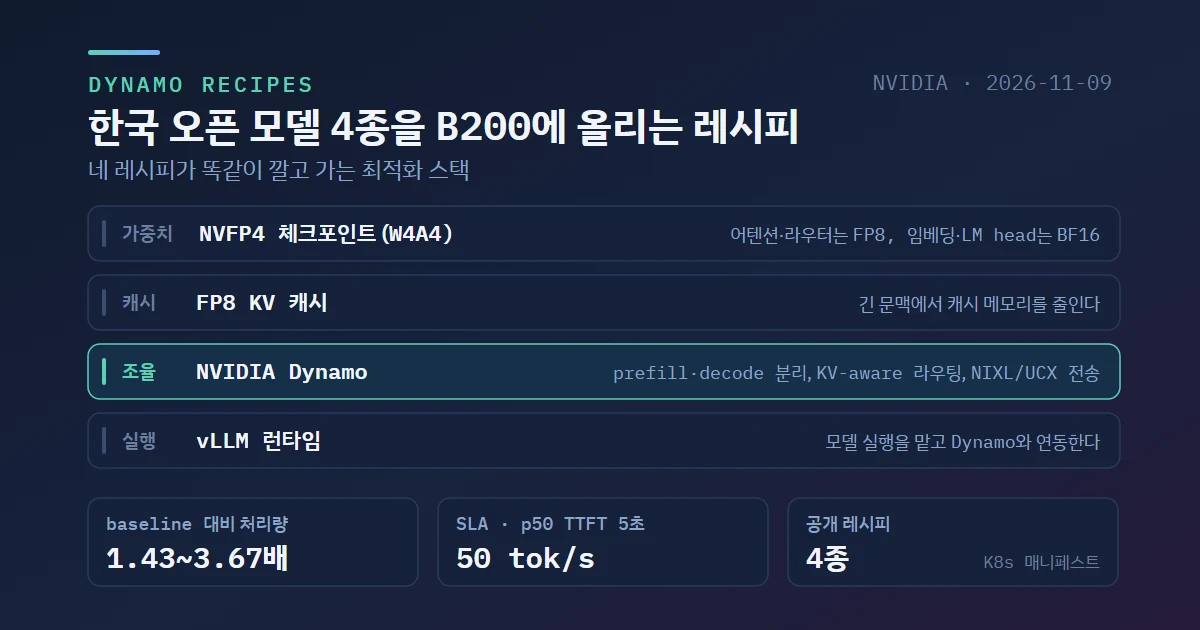 DYNAMO RECIPES
NVIDIA · 2026-11-09
한국 오픈 모델 4종을 B200에 올리는 레시피
네 레시피가 똑같이 깔고 가는 최적화 스택
가중치 NVFP4 체크포인트(W4A4) 어텐션·라우터는 FP8, 임베딩·LM head는 BF16
캐시 FP8 KV 캐시 긴 문맥에서 캐시 메모리를 줄인다
조율 NVIDIA Dynamo prefill·decode 분리, KV-aware 라우팅, NIXL/UCX 전송
실행 vLLM 런타임 모델 실행을 맡고 Dynamo와 연동한다
baseline 대비 처리량
1.43~3.67배
SLA · p50 TTFT 5초
50 tok/s
공개 레시피
4종 K8s 매니페스트